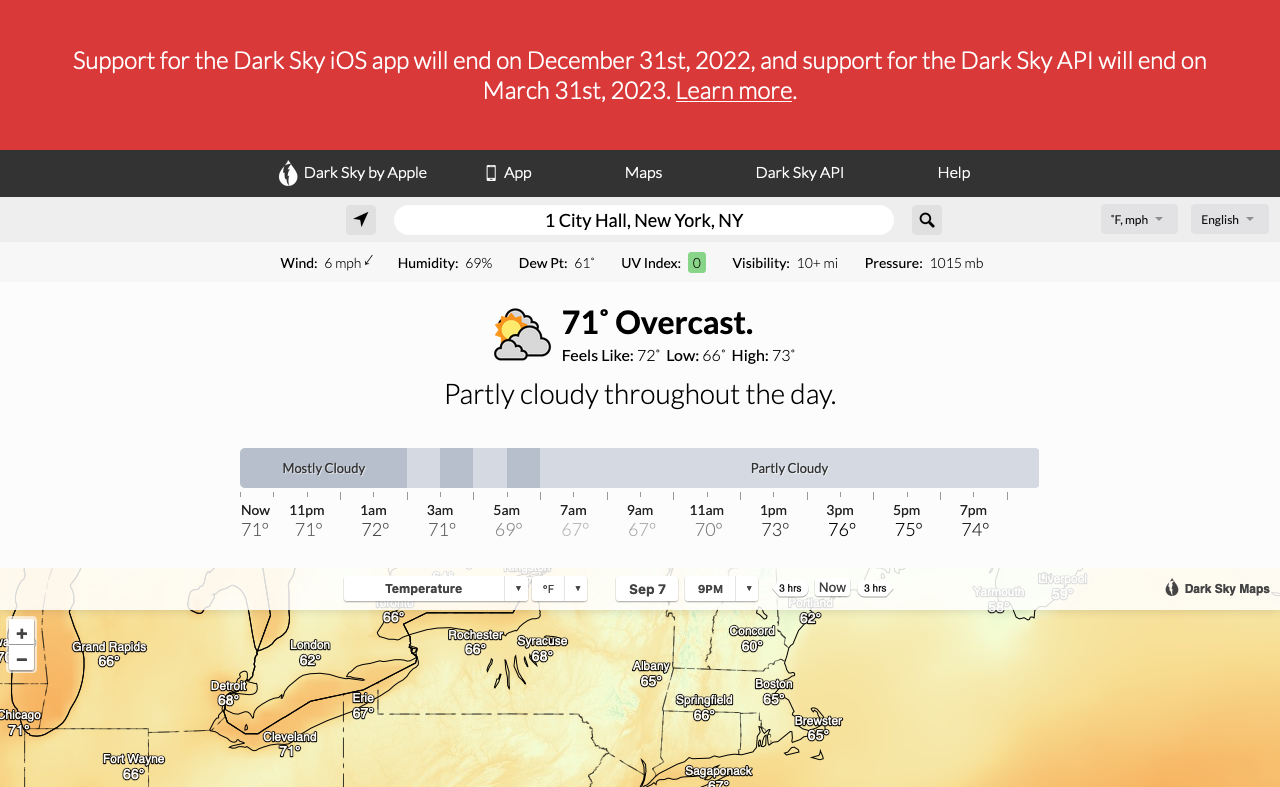 Support for the Dark Sky iOS app will end on December 31st, 2022, and support for the Dark Sky API will end on
March 31st, 2023. Learn more.
Dark Sky by Apple App Maps Dark Sky API Help
1 City Hall, New York, NY ˚F, mph English
Wind: 6 mph Humidity: 69% Dew Pt: 61˚ UV Index: 0 Visibility: 10+ mi Pressure: 1015 mb
71˚ Overcast.
Feels Like: 72˚ Low: 66˚ High: 73˚
Partly cloudy throughout the day.
Mostly Cloudy Partly Cloudy
Now 11pm 1am 3am 5am 7am 9am 11am 1pm 3pm 5pm 7pm
71° 71° 72° 71° 69° 67° 67° 70° 73° 76° 75° 74°
Kingston
Temperature °F Sep 7 9PM 3 hrs Now 3 hrs Dark Sky Maps
Liverpool
58°
Yarmouth
58°
Toronto
66°
Portland
62°
+
−
Grand Rapids
66°
London
62°
Rochester
66°
Syracuse
68°
Concord
60°
Albany
65°
Detroit
68°
Erie
67°
Springfield
66°
Boston
65°
Chicago
71°
Brewster
65°
Cleveland
71°
Fort Wayne
66°
Sagaponack
67°